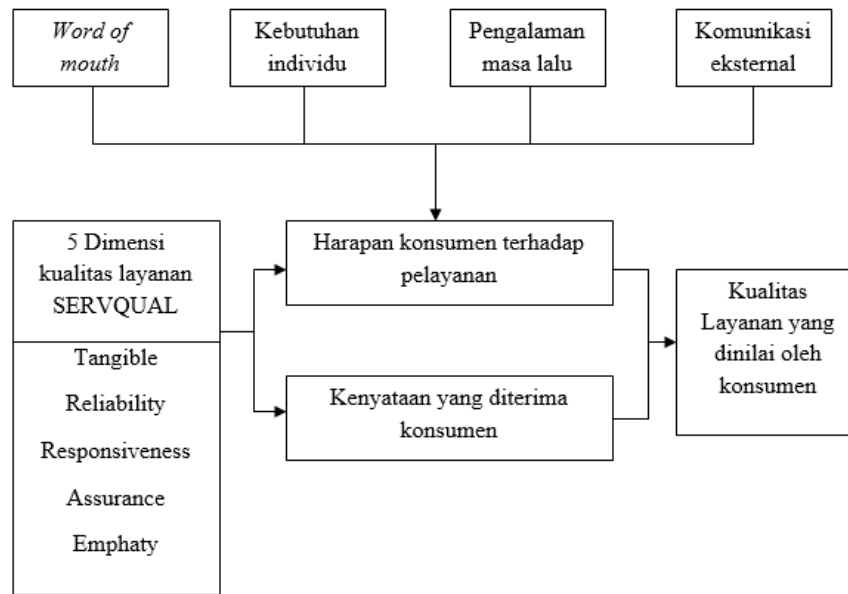 Word of
mouth
Kebutuhan
individu
Pengalaman
masa lalu
Komunikasi
eksternal
5 Dimensi
kualitas layanan
SERVQUAL
Tangible
Reliability
Responsiveness
Assurance
Emphaty
Harapan konsumen terhadap
pelayanan
Kenyataan yang diterima
konsumen
Kualitas
Layanan yang
dinilai oleh
konsumen